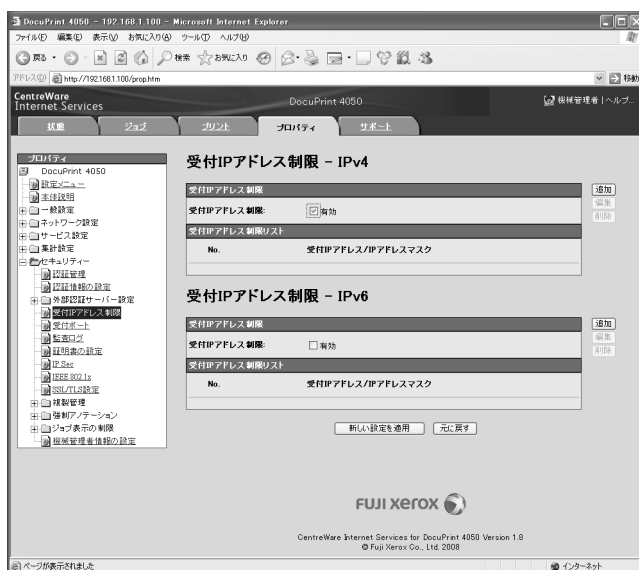 DocuPrint 4050 - 192.168.1.100 - Microsoft Internet Explorer
ファイル(F) 編集(E) 表示(V) お気に入り(A) ツール(T) ヘルプ(H)
戻る 検索 お気に入り
アドレス(D) http://192.168.1.100/prop.htm 移動
CentreWare
Internet Services
DocuPrint 4050
機械管理者 | ヘルプ...
状態 ジョブ プリント プロパティ サポート
プロパティ
DocuPrint 4050
設定メニュー
本体説明
一般設定
ネットワーク設定
サービス設定
集計設定
セキュリティー
認証管理
認証情報の設定
外部認証サーバー設定
受付IPアドレス制限
受付ポート
監査ログ
証明書の設定
IP Sec
IEEE 802.1x
SSL/TLS設定
複製管理
強制アノテーション
ジョブ表示の制限
機械管理者情報の設定
受付IPアドレス制限 - IPv4
受付IPアドレス制限
追加
受付IPアドレス制限: 有効
編集
削除
受付IPアドレス制限リスト
No. 受付IPアドレス/IPアドレスマスク
受付IPアドレス制限 - IPv6
受付IPアドレス制限
追加
受付IPアドレス制限: 有効
編集
削除
受付IPアドレス制限リスト
No. 受付IPアドレス/IPアドレスマスク
新しい設定を適用 元に戻す
FUJI xerox
CentreWare Internet Services for DocuPrint 4050 Version 1.8
© Fuji Xerox Co., Ltd. 2008
ページが表示されました
インターネット